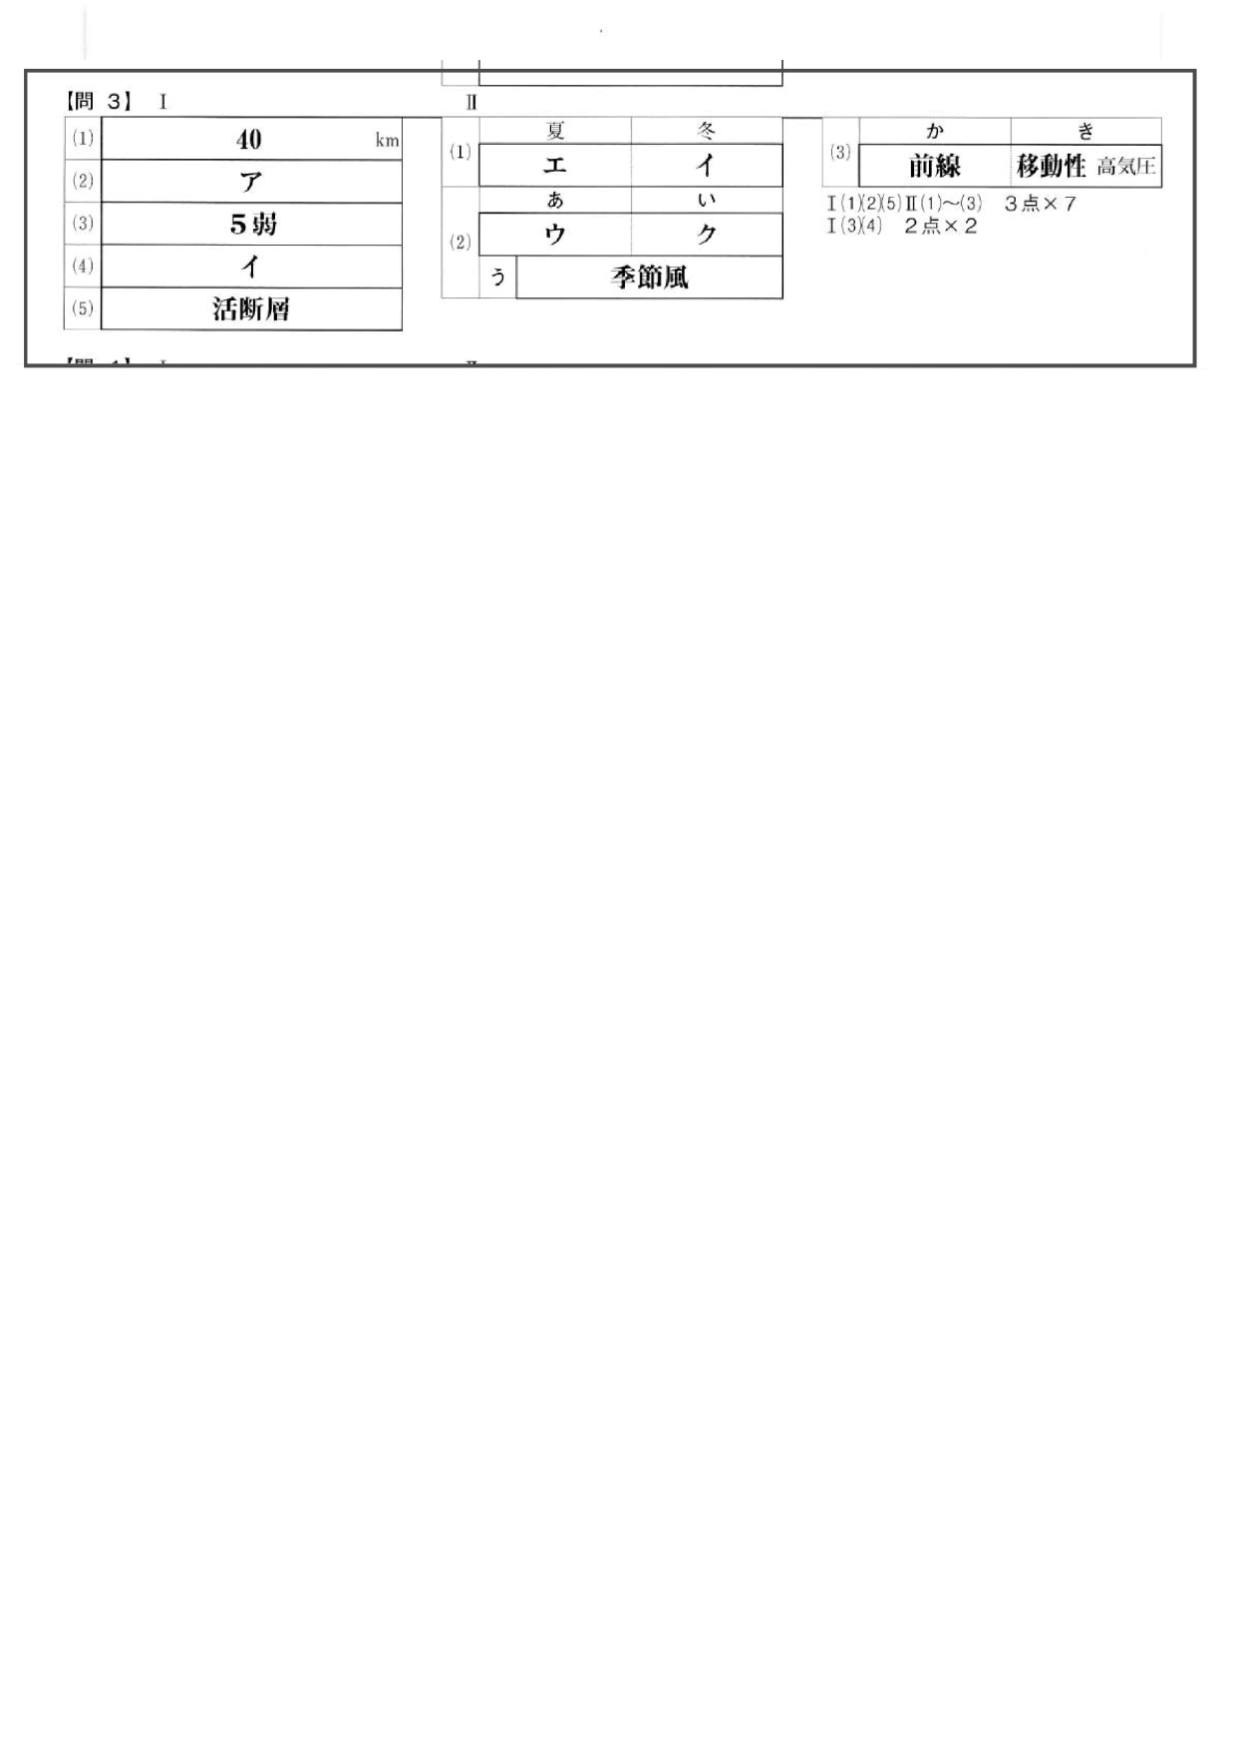 【問 3】 Ⅰ
(1) 40 km
(2) ア
(3) 5弱
(4) イ
(5) 活断層
Ⅱ
夏 冬
(1) エ イ
あ い
(2) ウ ク
う 季節風
か き
(3) 前線 移動性 高気圧
Ⅰ(1)(2)(5)Ⅱ(1)～(3) 3点×7
Ⅰ(3)(4) 2点×2